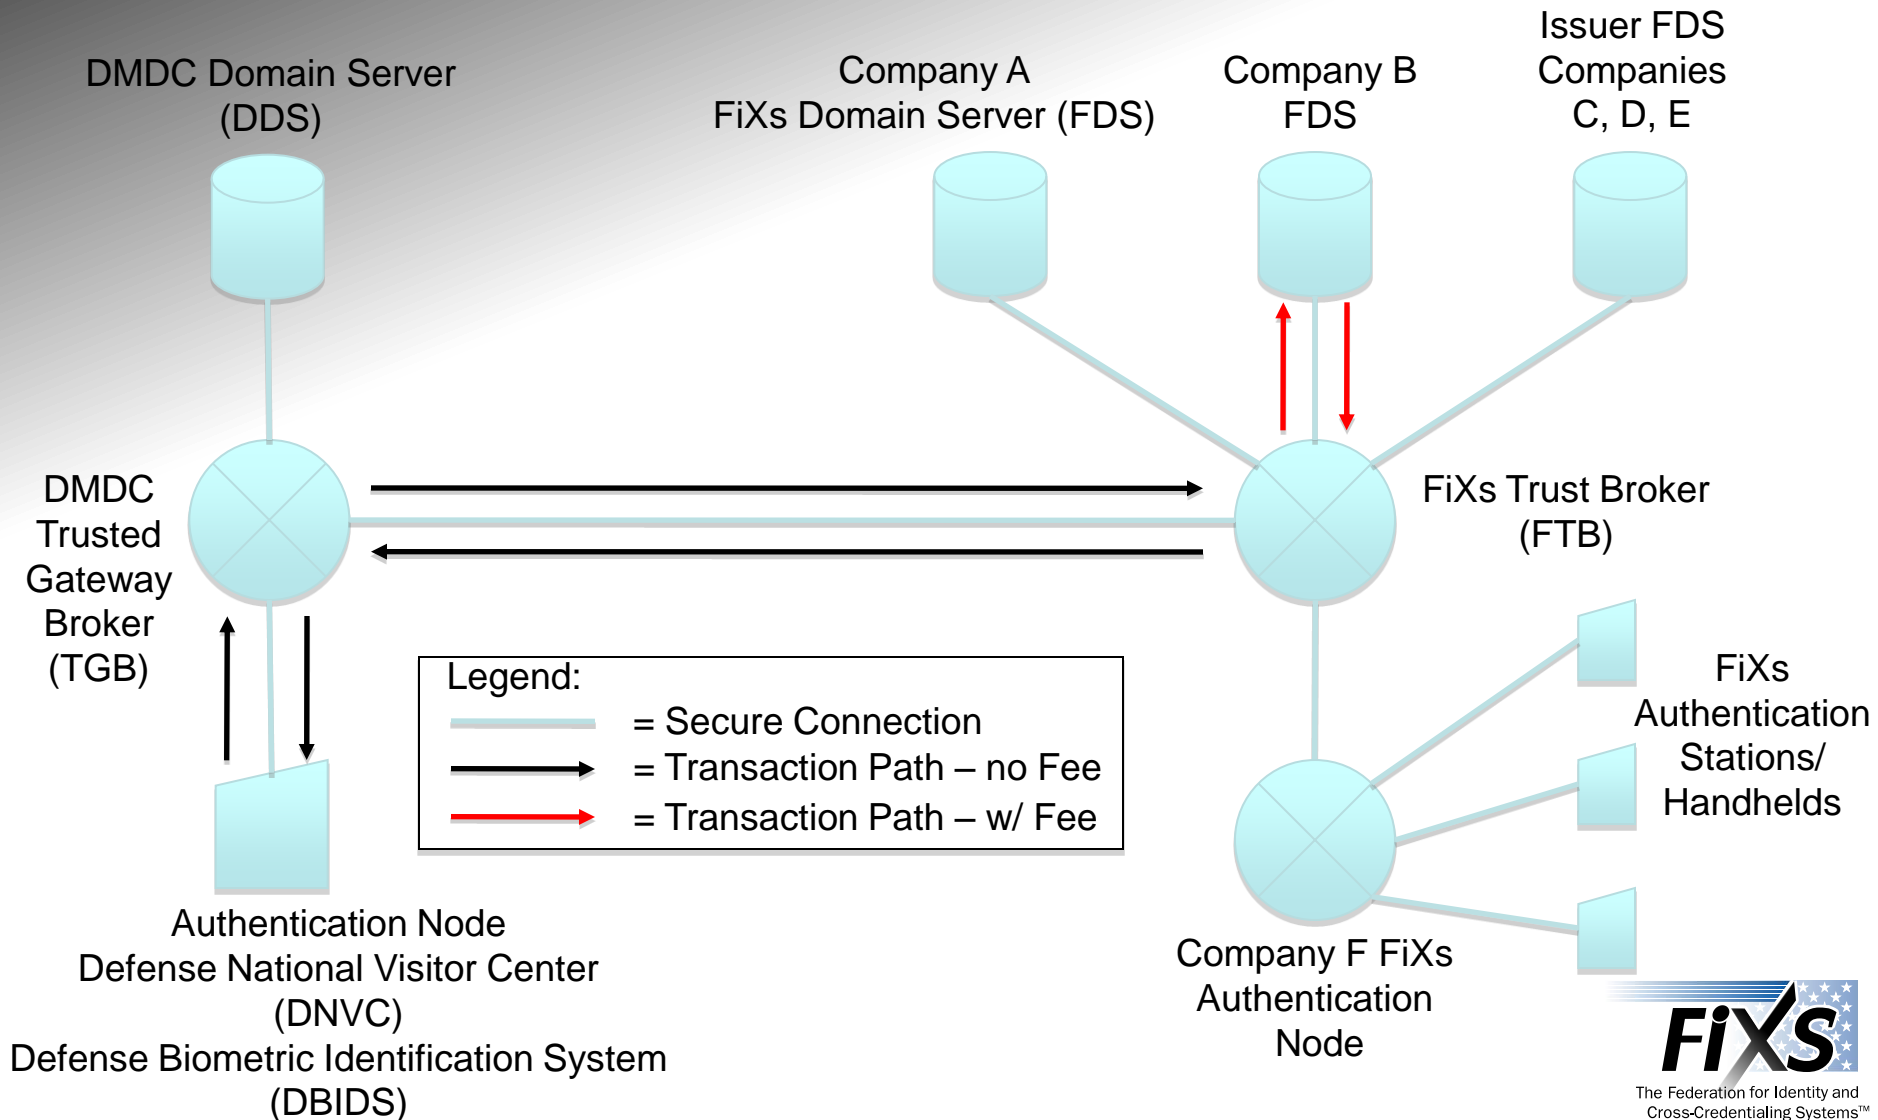 DMDC Domain Server
(DDS)
Company A
FiXs Domain Server (FDS)
Company B
FDS
Issuer FDS
Companies
C, D, E
DMDC
Trusted
Gateway
Broker
(TGB)
FiXs Trust Broker
(FTB)
Legend:
= Secure Connection
= Transaction Path – no Fee
= Transaction Path – w/ Fee
FiXs
Authentication
Stations/
Handhelds
Authentication Node
Defense National Visitor Center
(DNVC)
Defense Biometric Identification System
(DBIDS)
Company F FiXs
Authentication
Node
FiXs
The Federation for Identity and
Cross-Credentialing Systems™